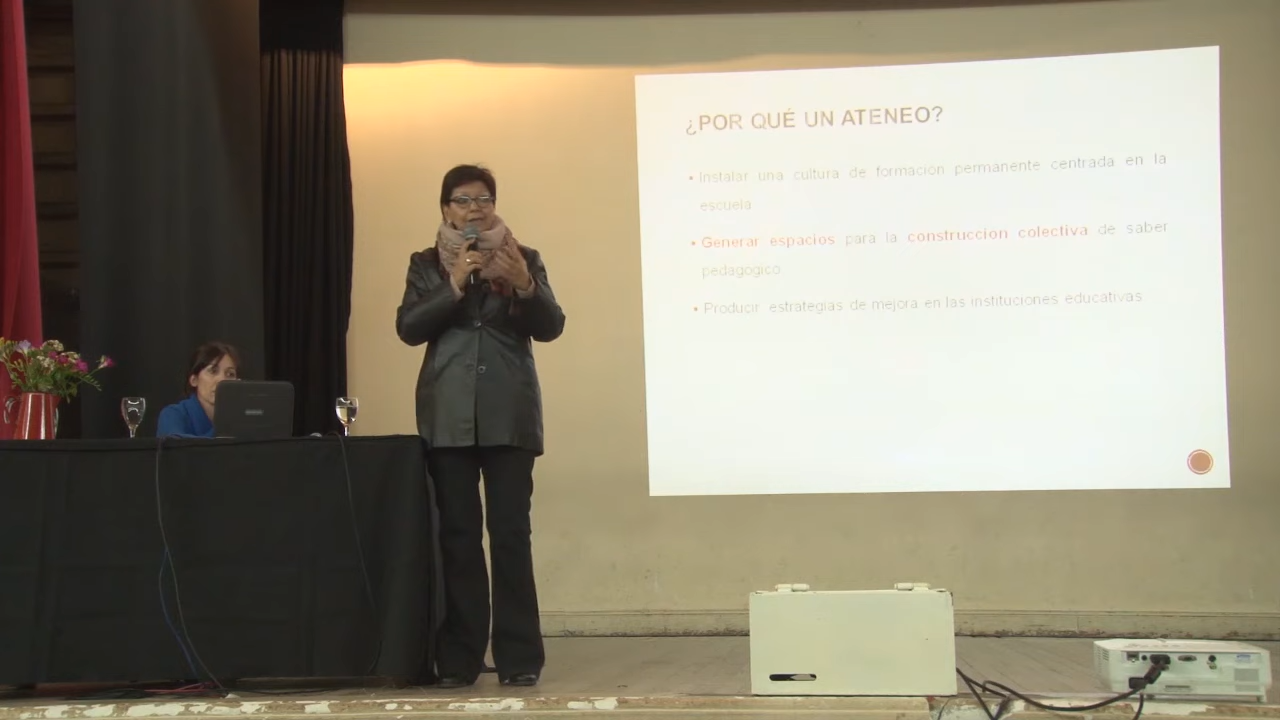 ¿POR QUÉ UN ATENEO?
▪ Instalar una cultura de formación permanente centrada en la
escuela
▪ Generar espacios para la construcción colectiva de saber
pedagógico
▪ Producir estrategias de mejora en las instituciones educativas.